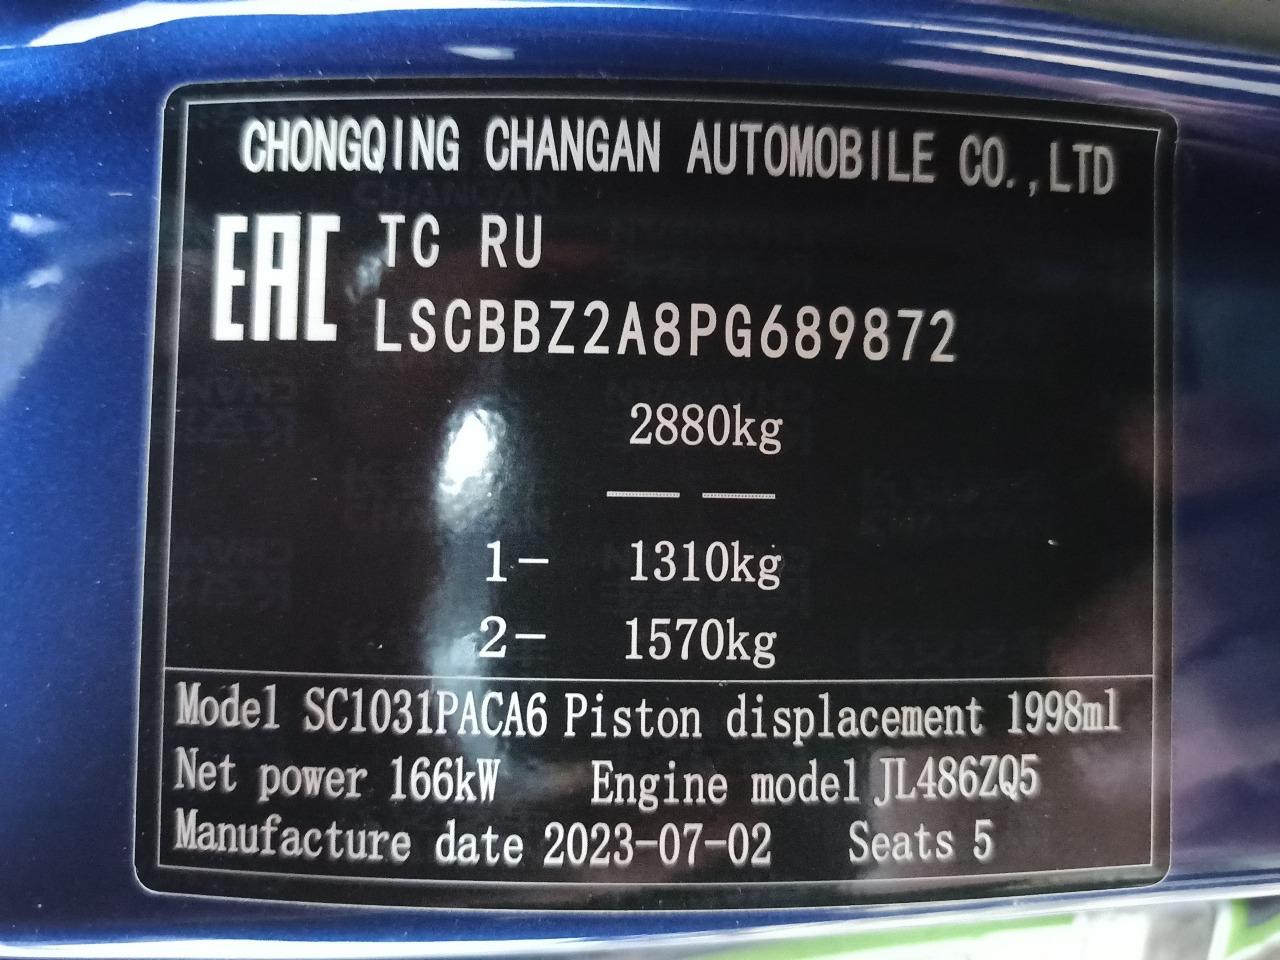 CHONGQING CHANGAN AUTOMOBILE CO.,LTD
EAC TC RU
LSCBBZ2A8PG689872
2880kg
— —
1- 1310kg
2- 1570kg
Model SC1031PACA6 Piston displacement 1998ml
Net power 166kW Engine model JL486ZQ5
Manufacture date 2023-07-02 Seats 5